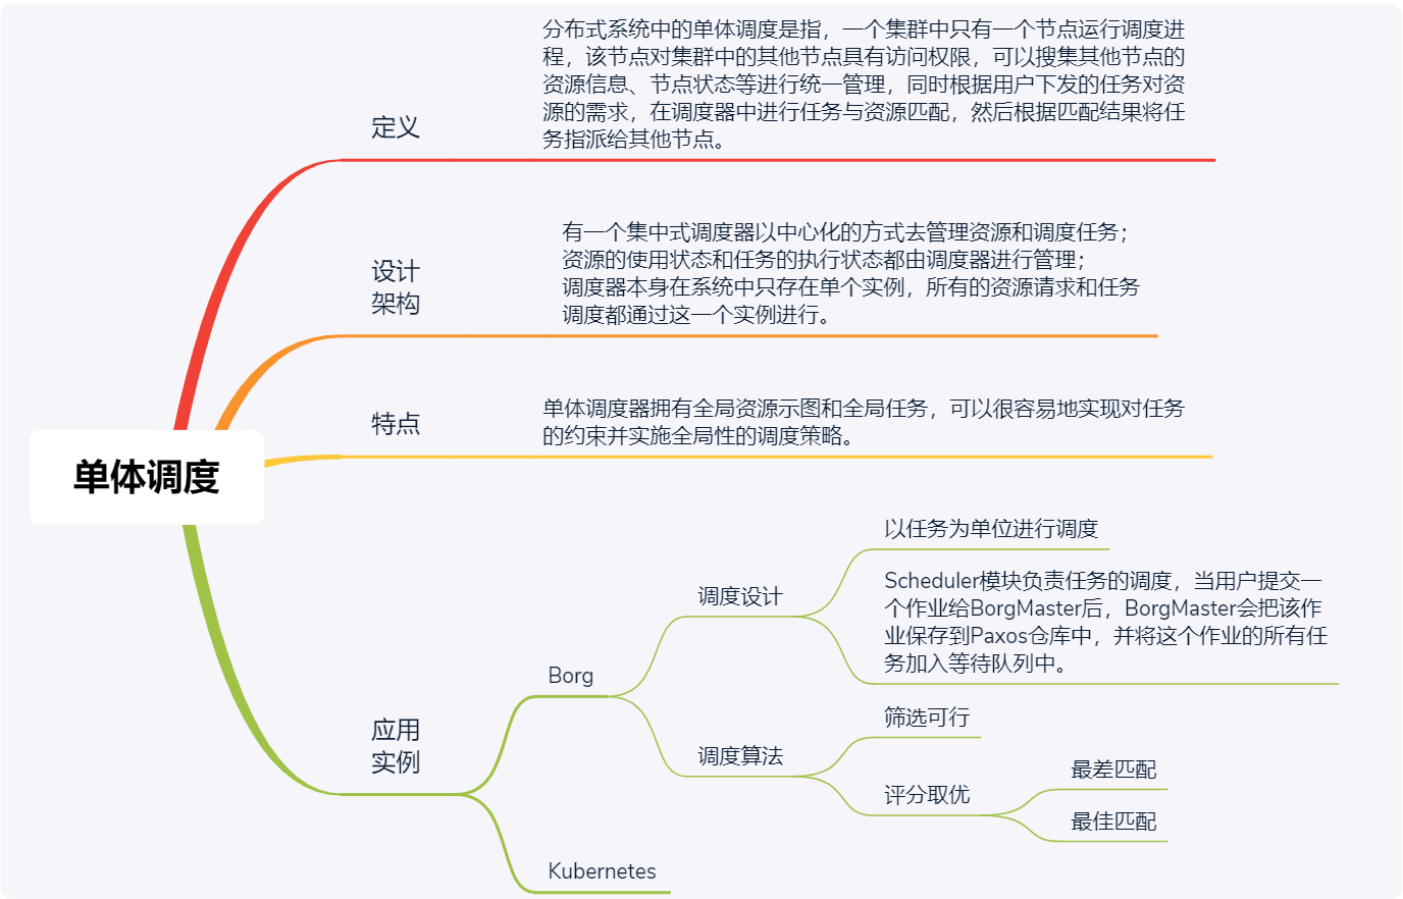 分布式系统中的单体调度是指，一个集群中只有一个节点运行调度进
程，该节点对集群中的其他节点具有访问权限，可以搜集其他节点的
资源信息、节点状态等进行统一管理，同时根据用户下发的任务对资
源的需求，在调度器中进行任务与资源匹配，然后根据匹配结果将任
务指派给其他节点。
定义
有一个集中式调度器以中心化的方式去管理资源和调度任务；
资源的使用状态和任务的执行状态都由调度器进行管理；
调度器本身在系统中只存在单个实例，所有的资源请求和任务
调度都通过这一个实例进行。
设计
架构
单体调度器拥有全局资源示图和全局任务，可以很容易地实现对任务
的约束并实施全局性的调度策略。
特点
单体调度
以任务为单位进行调度
调度设计
Scheduler模块负责任务的调度，当用户提交一
个作业给BorgMaster后，BorgMaster会把该作
业保存到Paxos仓库中，并将这个作业的所有任
务加入等待队列中。
Borg
筛选可行
调度算法
评分取优
最差匹配
最佳匹配
应用
实例
Kubernetes